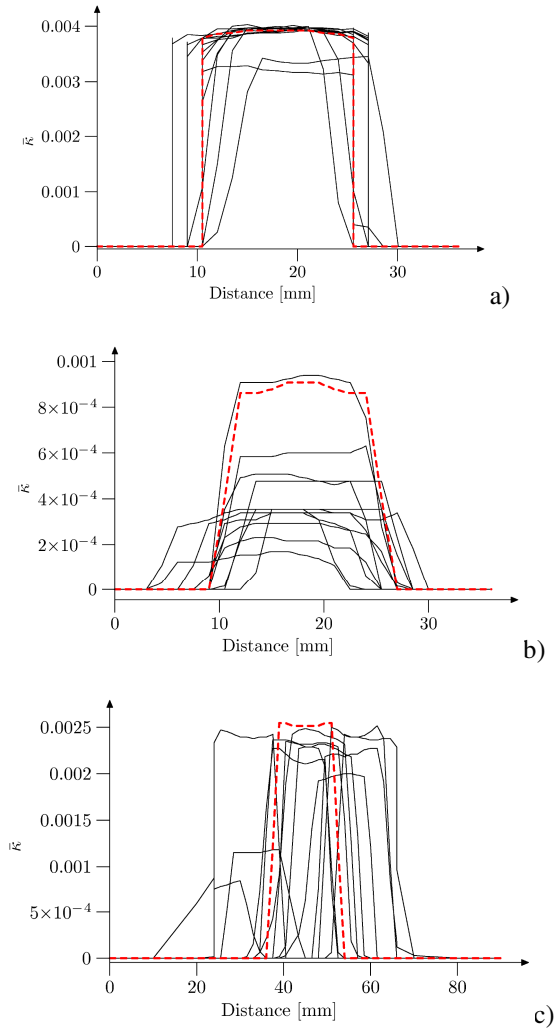 0.004
0.003
0.002
κ̄
0.001
0
0 10 20 30
Distance [mm]
a)
0.001
8×10⁻⁴
6×10⁻⁴
κ̄
4×10⁻⁴
2×10⁻⁴
0
0 10 20 30
Distance [mm]
b)
0.0025
0.002
0.0015
κ̄
0.001
5×10⁻⁴
0
0 20 40 60 80
Distance [mm]
c)